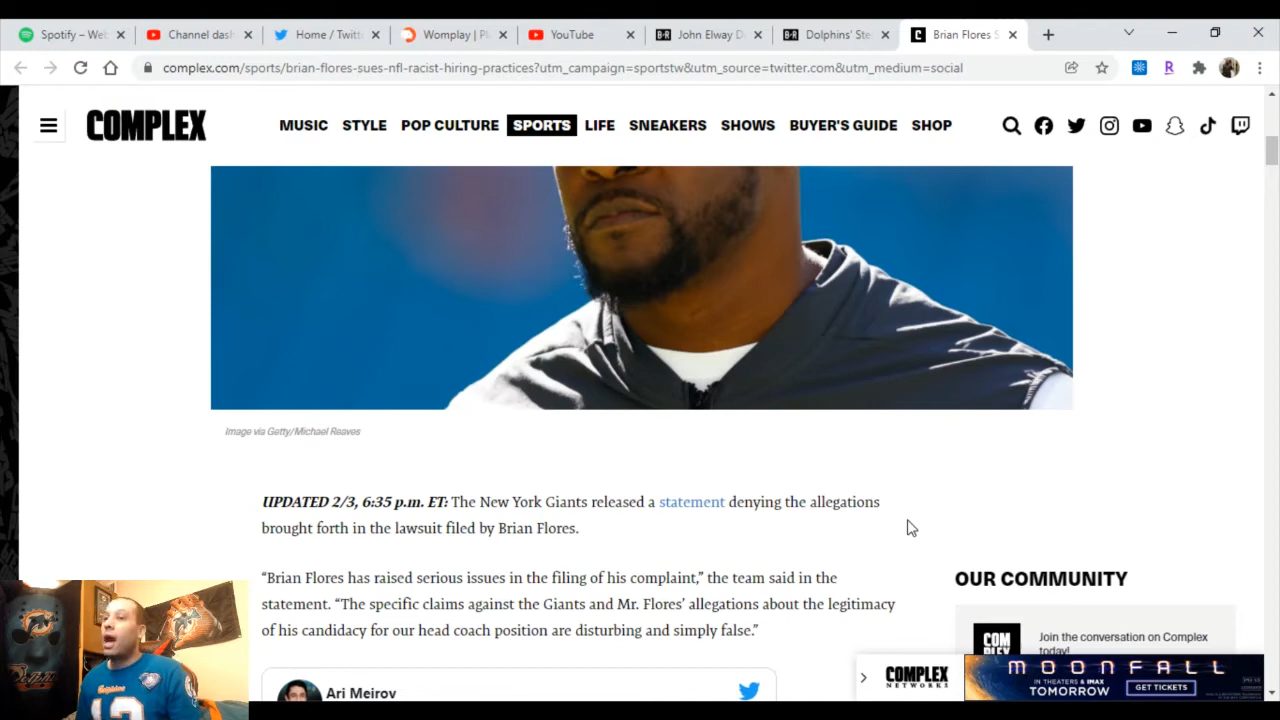 Spotify – Web
Channel dash
Home / Twitt
Womplay | Pl
YouTube
B·R
John Elway D
B·R
Dolphins' Ste
C
Brian Flores S
complex.com/sports/brian-flores-sues-nfl-racist-hiring-practices?utm_campaign=sportstw&utm_source=twitter.com&utm_medium=social
COMPLEX
MUSIC STYLE POP CULTURE SPORTS LIFE SNEAKERS SHOWS BUYER'S GUIDE SHOP
Image via Getty/Michael Reaves
UPDATED 2/3, 6:35 p.m. ET: The New York Giants released a statement denying the allegations
brought forth in the lawsuit filed by Brian Flores.
“Brian Flores has raised serious issues in the filing of his complaint,” the team said in the
statement. “The specific claims against the Giants and Mr. Flores’ allegations about the legitimacy
of his candidacy for our head coach position are disturbing and simply false.”
Ari Meirov
OUR COMMUNITY
COM
Join the conversation on Complex
today!
COMPLEX
NETWORKS
MOONFALL
IN THEATERS & IMAX
TOMORROW
GET TICKETS
Dolphins
13